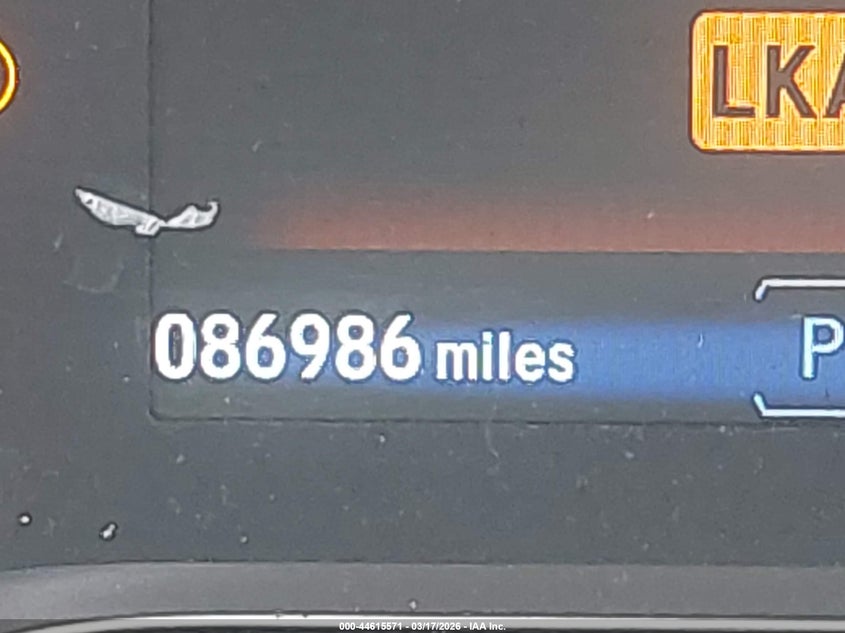 LKA
086986 miles
P
000-44615571 - 03/17/2026 - IAA Inc.